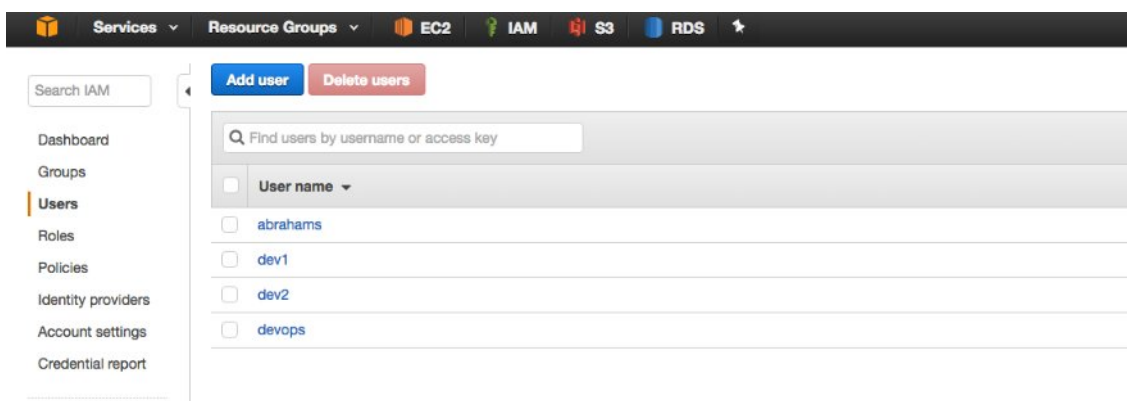 Services Resource Groups EC2 IAM S3 RDS
Search IAM
Dashboard
Groups
Users
Roles
Policies
Identity providers
Account settings
Credential report
Add user Delete users
Find users by username or access key
User name
abrahams
dev1
dev2
devops